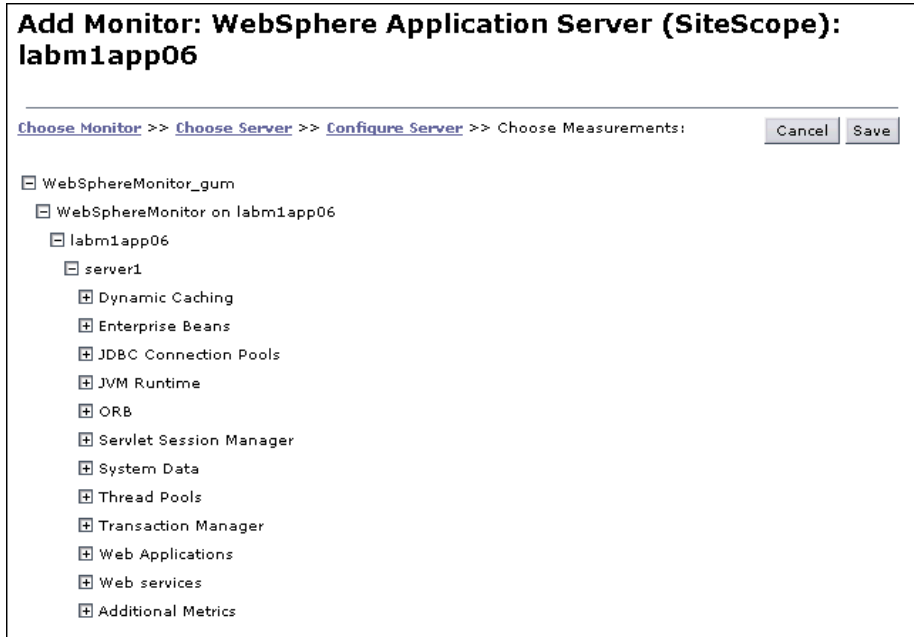 Add Monitor: WebSphere Application Server (SiteScope):
labm1app06
Choose Monitor >> Choose Server >> Configure Server >> Choose Measurements:
Cancel Save
WebSphereMonitor_gum
WebSphereMonitor on labm1app06
labm1app06
server1
Dynamic Caching
Enterprise Beans
JDBC Connection Pools
JVM Runtime
ORB
Servlet Session Manager
System Data
Thread Pools
Transaction Manager
Web Applications
Web services
Additional Metrics